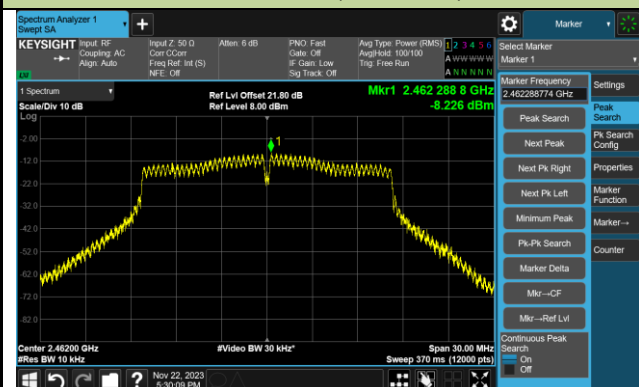 Spectrum Analyzer 1
Swept SA
+
Marker
KEYSIGHT
Input: RF
Coupling: AC
Align: Auto
Input Z: 50 Ω
Corr CCorr
Freq Ref: Int (S)
NFE: Off
Atten: 6 dB
PNO: Fast
Gate: Off
IF Gain: Low
Sig Track: Off
Avg Type: Power (RMS)
Avg|Hold: 100/100
Trig: Free Run
1 2 3 4 5 6
A W W W W W
A N N N N N
Select Marker
Marker 1
1 Spectrum
Scale/Div 10 dB
Log
Ref Lvl Offset 21.80 dB
Ref Level 8.00 dBm
Mkr1 2.462 288 8 GHz
-8.226 dBm
1
-2.00
-12.0
-22.0
-32.0
-42.0
-52.0
-62.0
-72.0
-82.0
Center 2.46200 GHz
#Res BW 10 kHz
#Video BW 30 kHz*
Span 30.00 MHz
Sweep 370 ms (12000 pts)
Marker Frequency
2.462288774 GHz
Peak Search
Next Peak
Next Pk Right
Next Pk Left
Minimum Peak
Pk-Pk Search
Marker Delta
Mkr→CF
Mkr→Ref Lvl
Continuous Peak
Search
On
Off
Settings
Peak
Search
Pk Search
Config
Properties
Marker
Function
Marker→
Counter
?
Nov 22, 2023
5:30:09 PM